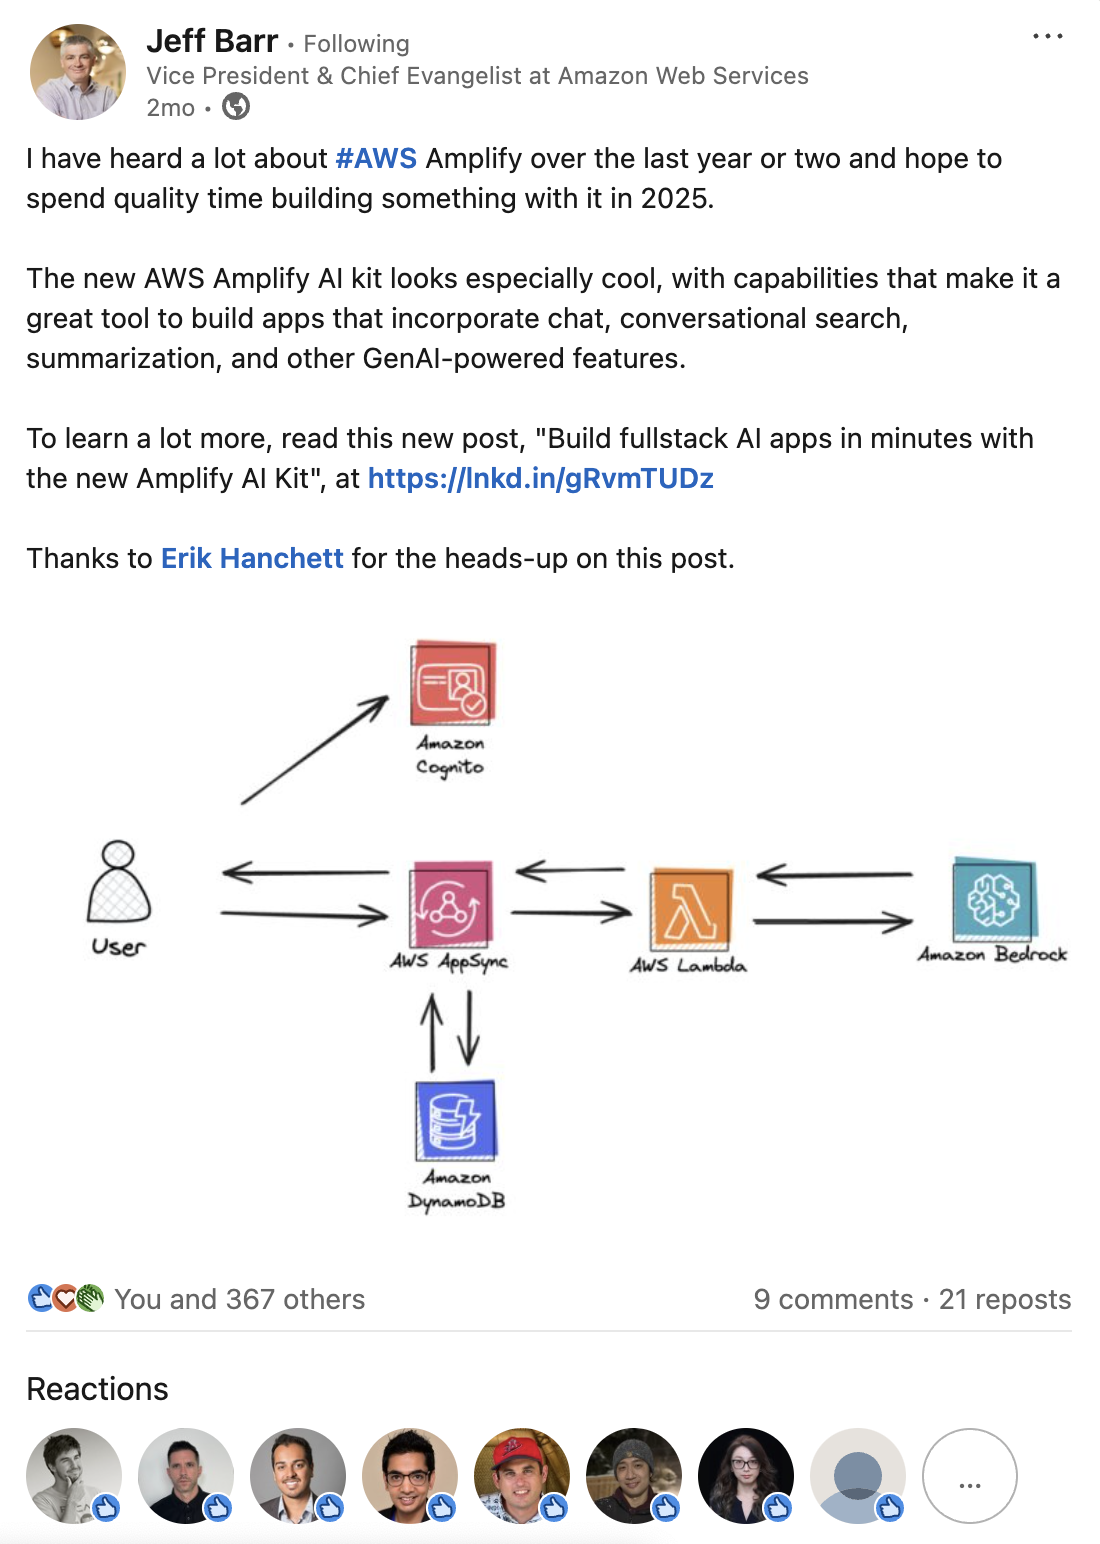 Jeff Barr • Following
Vice President & Chief Evangelist at Amazon Web Services
2mo •
I have heard a lot about #AWS Amplify over the last year or two and hope to
spend quality time building something with it in 2025.
The new AWS Amplify AI kit looks especially cool, with capabilities that make it a
great tool to build apps that incorporate chat, conversational search,
summarization, and other GenAI-powered features.
To learn a lot more, read this new post, "Build fullstack AI apps in minutes with
the new Amplify AI Kit", at https://lnkd.in/gRvmTUDz
Thanks to Erik Hanchett for the heads-up on this post.
Amazon
Cognito
User
AWS AppSync
AWS Lambda
Amazon Bedrock
Amazon
DynamoDB
You and 367 others
9 comments · 21 reposts
Reactions
...